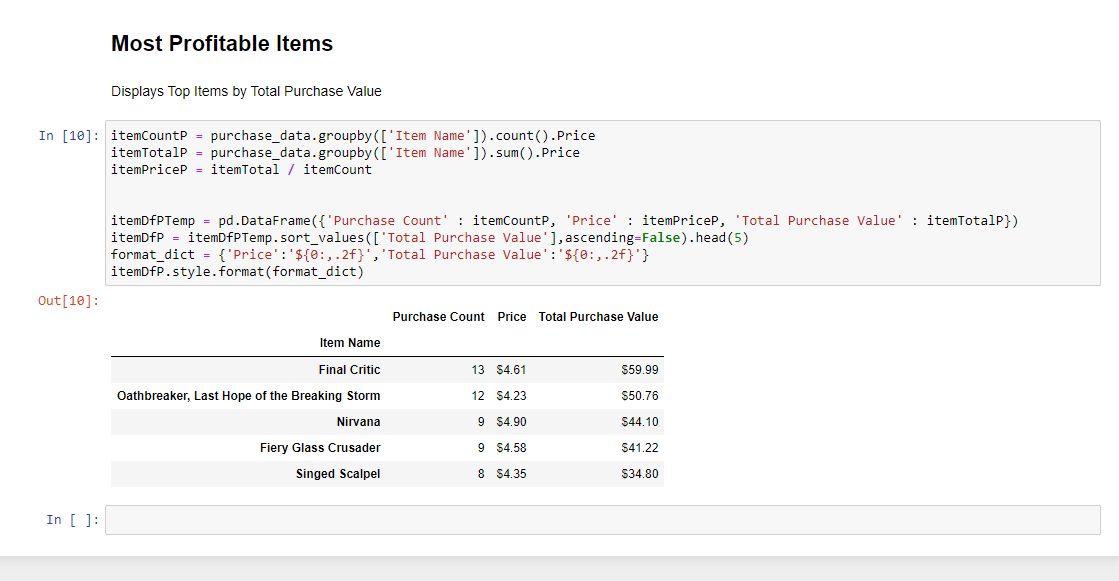 Most Profitable Items
Displays Top Items by Total Purchase Value
In [10]:
itemCountP = purchase_data.groupby(['Item Name']).count().Price
itemTotalP = purchase_data.groupby(['Item Name']).sum().Price
itemPriceP = itemTotal / itemCount
itemDfPTemp = pd.DataFrame({'Purchase Count' : itemCountP, 'Price' : itemPriceP, 'Total Purchase Value' : itemTotalP})
itemDfP = itemDfPTemp.sort_values(['Total Purchase Value'],ascending=False).head(5)
format_dict = {'Price':'${0:,.2f}','Total Purchase Value':'${0:,.2f}'}
itemDfP.style.format(format_dict)
Out[10]:
Purchase Count Price Total Purchase Value
Item Name
Final Critic 13 $4.61 $59.99
Oathbreaker, Last Hope of the Breaking Storm 12 $4.23 $50.76
Nirvana 9 $4.90 $44.10
Fiery Glass Crusader 9 $4.58 $41.22
Singed Scalpel 8 $4.35 $34.80
In [ ]: